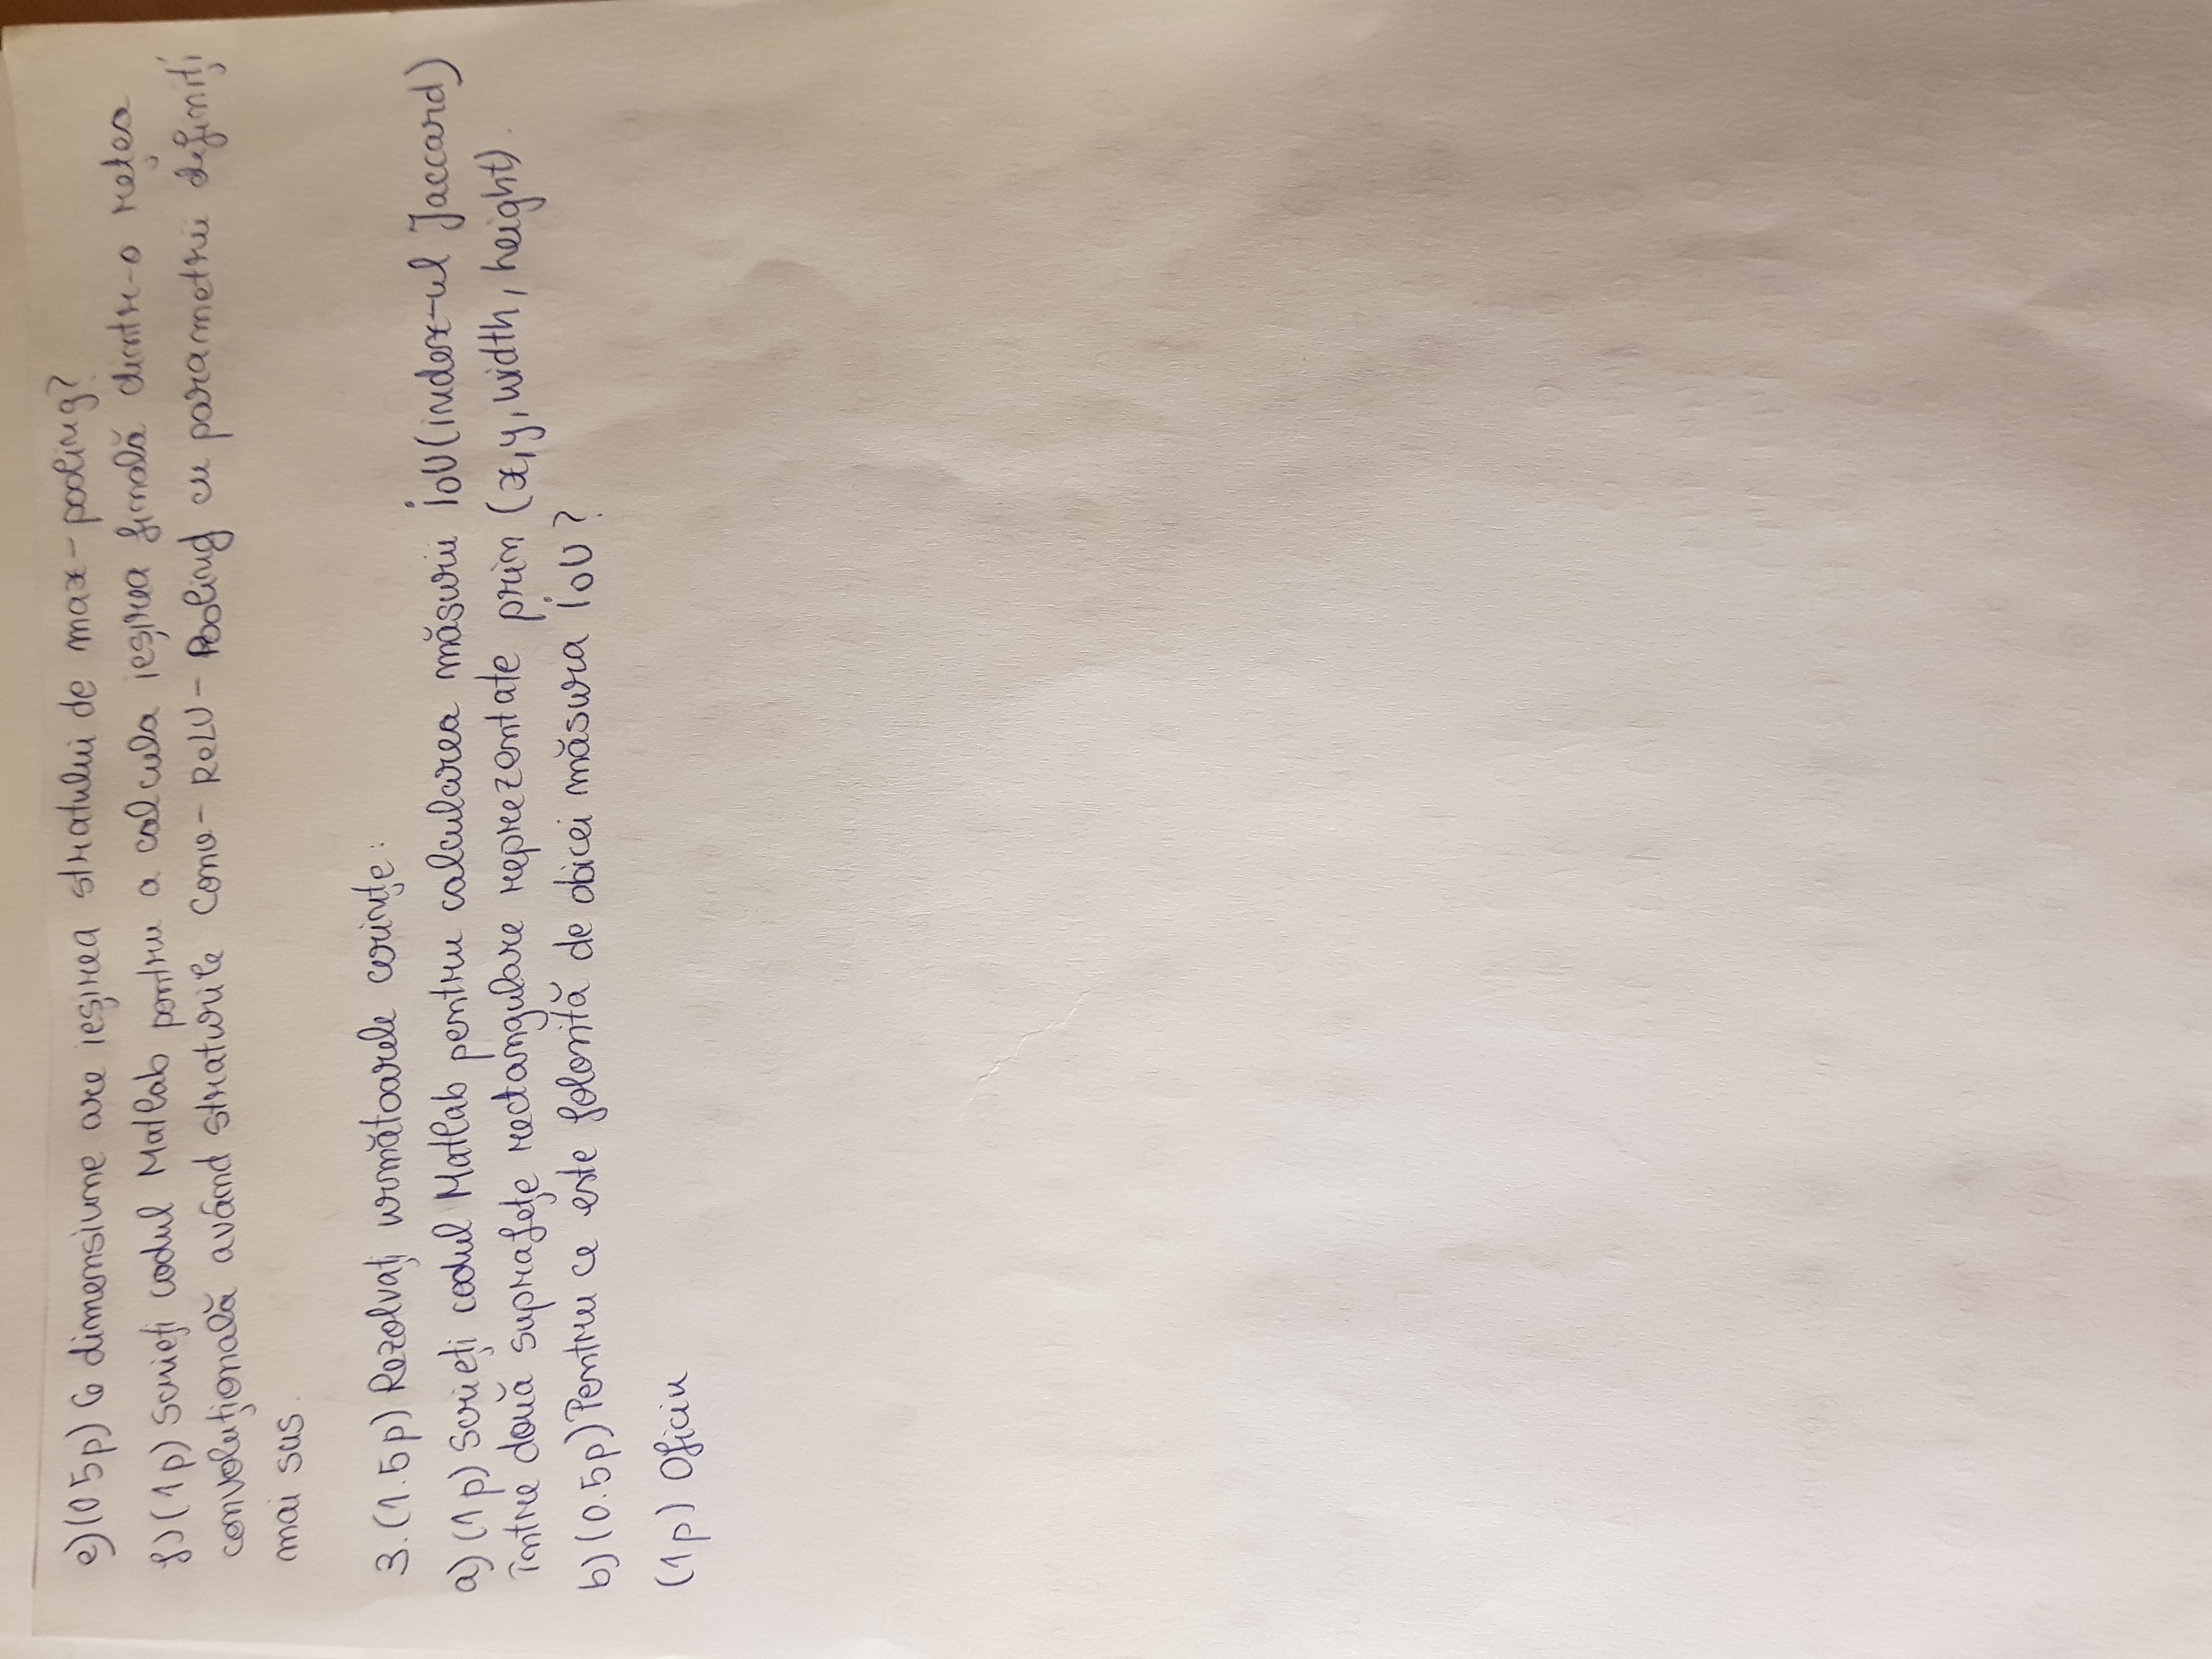 e) (0 5p) Ce dimensiune are ieșirea stratului de max-pooling?
f) (1p) Scrieți codul Matlab pentru a calcula ieșirea finală dintr-o rețea
convoluțională având straturile Conv - ReLU - Pooling cu parametrii definiți
mai sus.
3. (1.5p) Rezolvați următoarele cerințe:
a) (1p) Scrieți codul Matlab pentru calcularea măsurii IoU (index-ul Jaccard)
între două suprafețe rectangulare reprezentate prin (x, y, width, height).
b) (0.5p) Pentru ce este folosită de obicei măsura IoU?
(1p) Oficiu